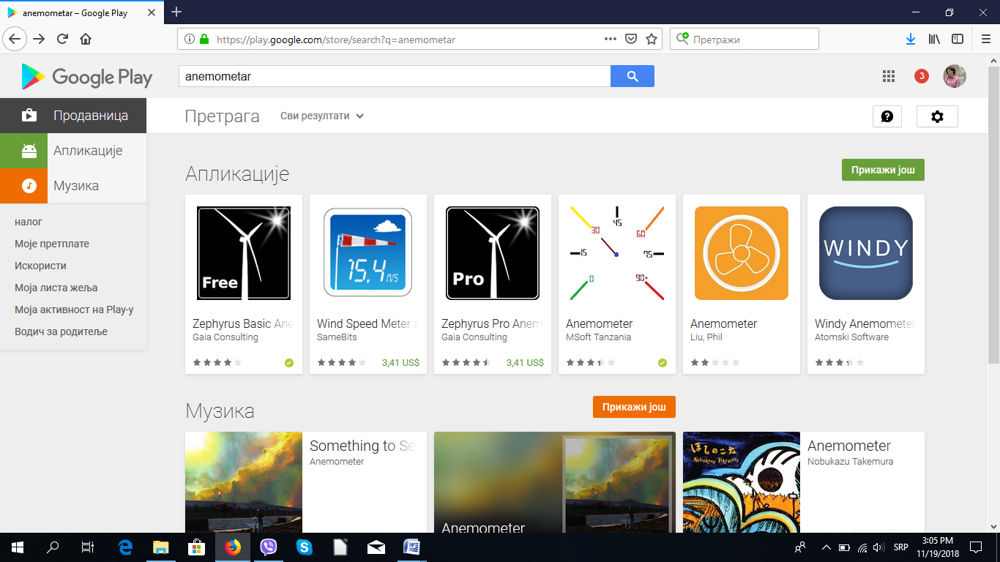 anemometar – Google Play
https://play.google.com/store/search?q=anemometar
Претражи
Google Play
anemometar
3
Продавница
Претрага
Сви резултати
Апликације
Музика
налог
Моје претплате
Искористи
Моја листа жеља
Моја активност на Play-у
Водич за родитеље
Апликације
Прикажи још
Free
15.4 m/s
Pro
0 15 30 45 60 75 90+
WINDY
Zephyrus Basic Ane
Gaia Consulting
Wind Speed Meter a
SameBits
3,41 US$
Zephyrus Pro Anem
Gaia Consulting
3,41 US$
Anemometer
MSoft Tanzania
Anemometer
Liu, Phil
Windy Anemometer
Atomski Software
Музика
Прикажи још
Something to Se
Anemometer
Anemometer
ほしのこえ
Nobukazu Takemura
Anemometer
Nobukazu Takemura
SRP
3:05 PM
11/19/2018